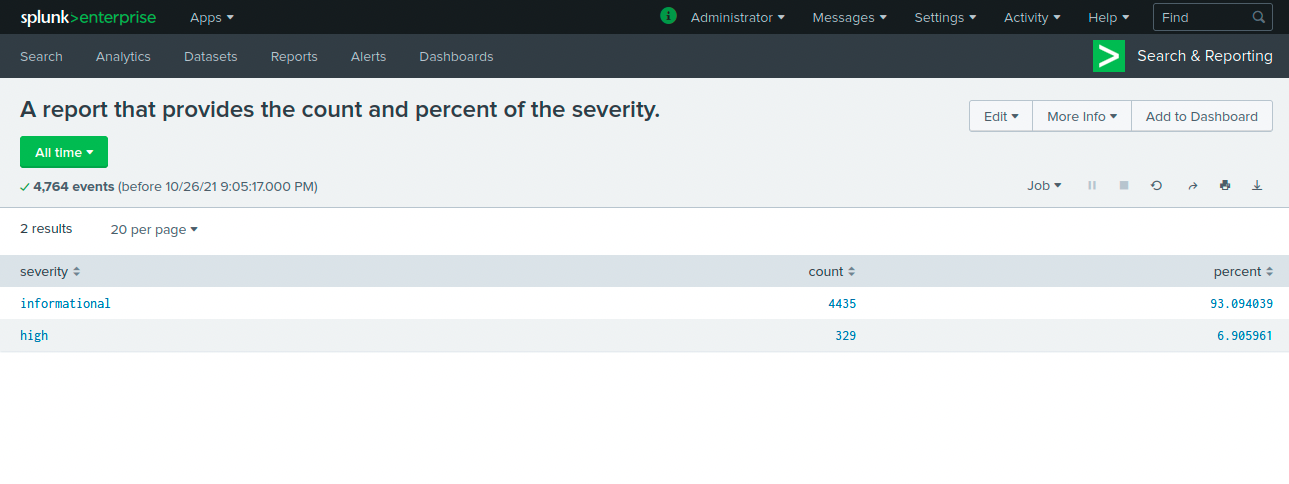 splunk>enterprise Apps Administrator Messages Settings Activity Help Find
Search Analytics Datasets Reports Alerts Dashboards Search & Reporting
A report that provides the count and percent of the severity.
Edit More Info Add to Dashboard
All time
4,764 events (before 10/26/21 9:05:17.000 PM) Job
2 results 20 per page
severity count percent
informational 4435 93.094039
high 329 6.905961